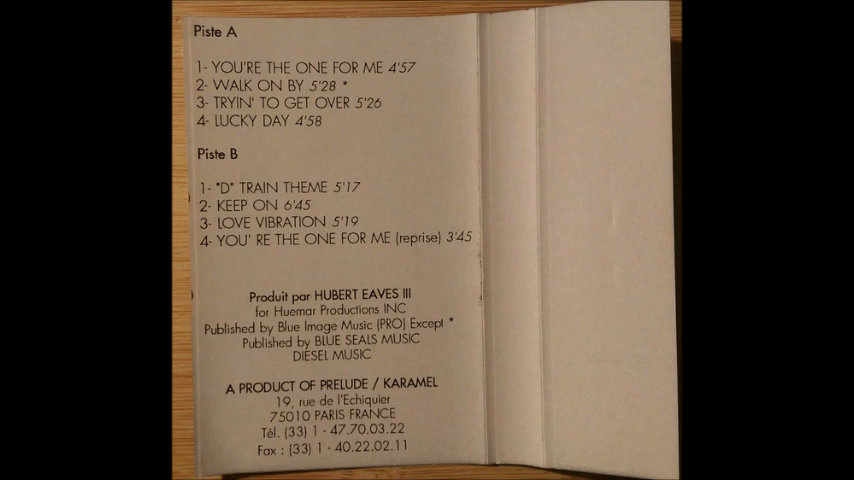 Piste A
1- YOU'RE THE ONE FOR ME 4'57
2- WALK ON BY 5'28 *
3- TRYIN' TO GET OVER 5'26
4- LUCKY DAY 4'58
Piste B
1- "D" TRAIN THEME 5'17
2- KEEP ON 6'45
3- LOVE VIBRATION 5'19
4- YOU' RE THE ONE FOR ME (reprise) 3'45
Produit par HUBERT EAVES III
for Huemar Productions INC
Published by Blue Image Music (PRO) Except *
Published by BLUE SEALS MUSIC
DIESEL MUSIC
A PRODUCT OF PRELUDE / KARAMEL
19, rue de l'Echiquier
75010 PARIS FRANCE
Tél. (33) 1 - 47.70.03.22
Fax : (33) 1 - 40.22.02.11